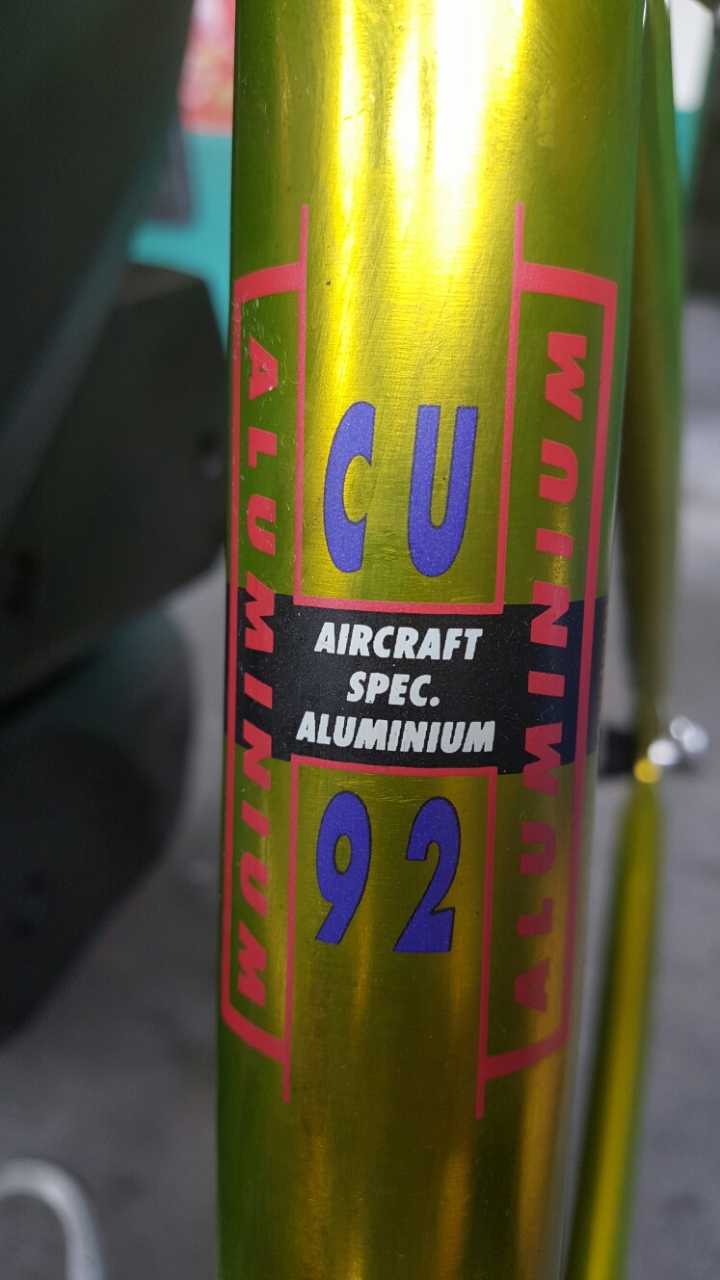 CU
AIRCRAFT
SPEC.
ALUMINIUM
92
ALUMINIUM
ALUMINIUM